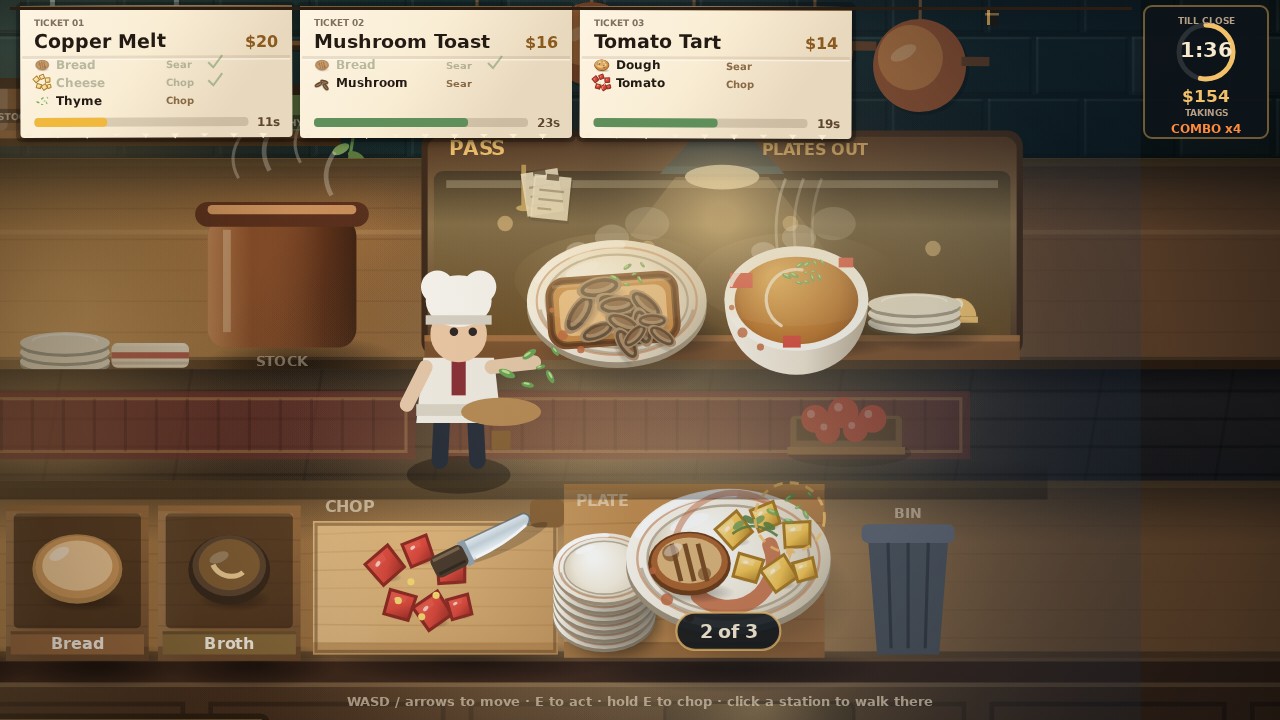 TICKET 01
Copper Melt $20
Bread Sear
Cheese Chop
Thyme Chop
11s
TICKET 02
Mushroom Toast $16
Bread Sear
Mushroom Sear
23s
TICKET 03
Tomato Tart $14
Dough Sear
Tomato Chop
19s
TILL CLOSE
1:36
$154
TAKINGS
COMBO x4
PASS
PLATES OUT
STOCK
CHOP
PLATE
BIN
Bread
Broth
2 of 3
WASD / arrows to move · E to act · hold E to chop · click a station to walk there